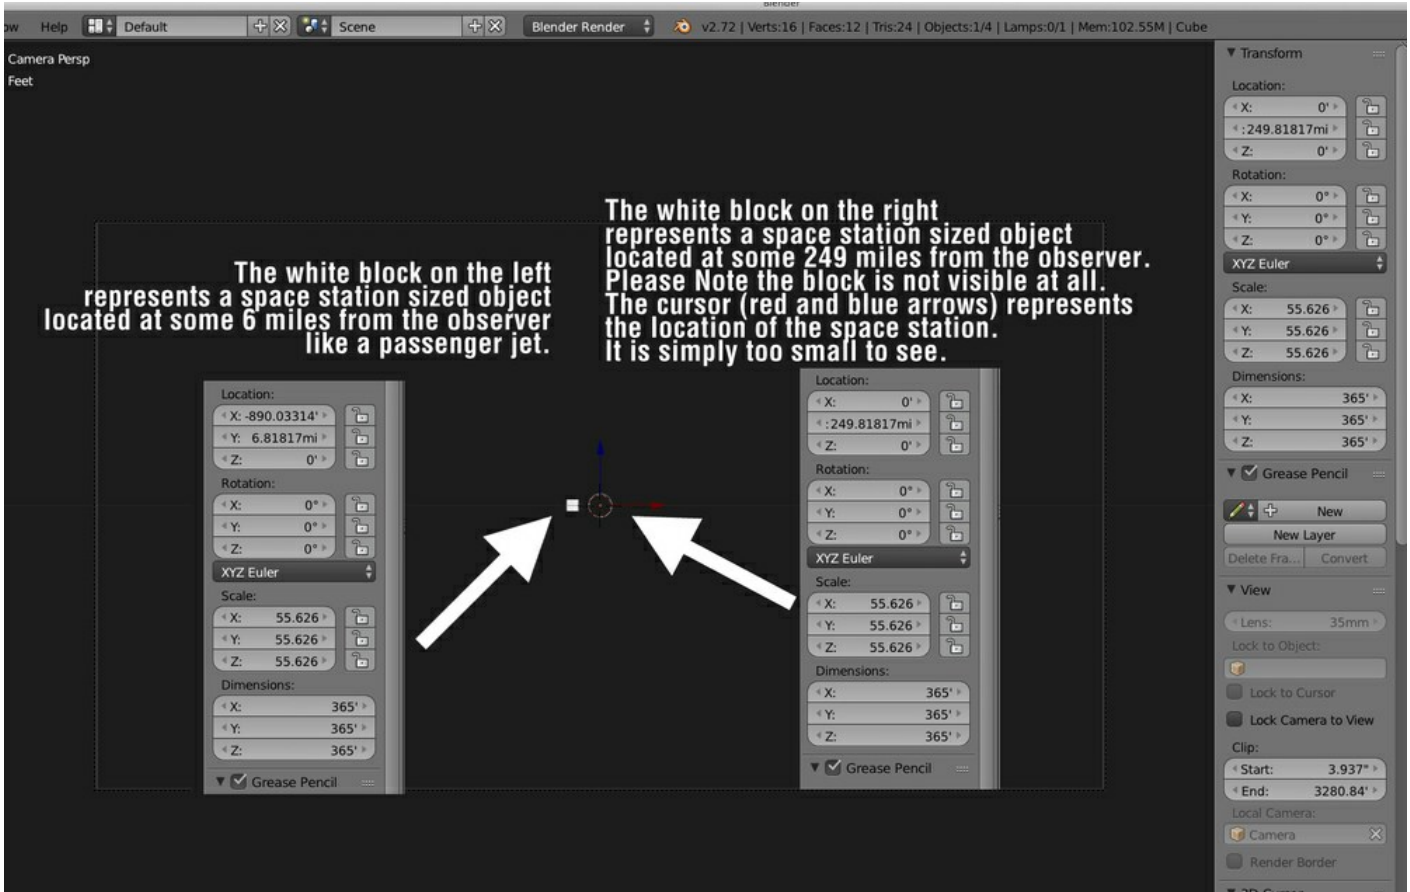 Blender
ow Help Default Scene Blender Render v2.72 | Verts:16 | Faces:12 | Tris:24 | Objects:1/4 | Lamps:0/1 | Mem:102.55M | Cube
Camera Persp
Feet
The white block on the left
represents a space station sized object
located at some 6 miles from the observer
like a passenger jet.
The white block on the right
represents a space station sized object
located at some 249 miles from the observer.
Please Note the block is not visible at all.
The cursor (red and blue arrows) represents
the location of the space station.
It is simply too small to see.
Location:
X: -890.03314'
Y: 6.81817mi
Z: 0'
Rotation:
X: 0°
Y: 0°
Z: 0°
XYZ Euler
Scale:
X: 55.626
Y: 55.626
Z: 55.626
Dimensions:
X: 365'
Y: 365'
Z: 365'
Grease Pencil
Location:
X: 0'
:249.81817mi
Z: 0'
Rotation:
X: 0°
Y: 0°
Z: 0°
XYZ Euler
Scale:
X: 55.626
Y: 55.626
Z: 55.626
Dimensions:
X: 365'
Y: 365'
Z: 365'
Grease Pencil
Transform
Location:
X: 0'
:249.81817mi
Z: 0'
Rotation:
X: 0°
Y: 0°
Z: 0°
XYZ Euler
Scale:
X: 55.626
Y: 55.626
Z: 55.626
Dimensions:
X: 365'
Y: 365'
Z: 365'
Grease Pencil
New
New Layer
Delete Fra... Convert
View
Lens: 35mm
Lock to Object:
Lock to Cursor
Lock Camera to View
Clip:
Start: 3.937"
End: 3280.84'
Local Camera:
Camera
Render Border
3D Cursor